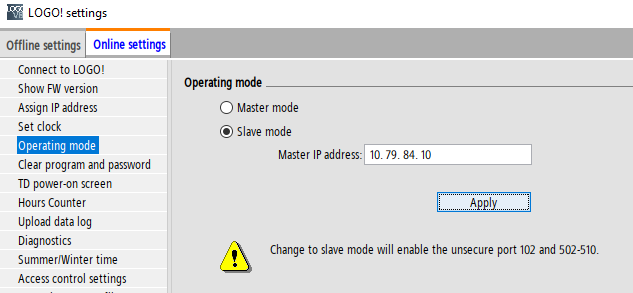 LOGO! settings
Offline settings
Online settings
Connect to LOGO!
Show FW version
Assign IP address
Set clock
Operating mode
Clear program and password
TD power-on screen
Hours Counter
Upload data log
Diagnostics
Summer/Winter time
Access control settings
Operating mode
Master mode
Slave mode
Master IP address: 10. 79. 84. 10
Apply
Change to slave mode will enable the unsecure port 102 and 502-510.